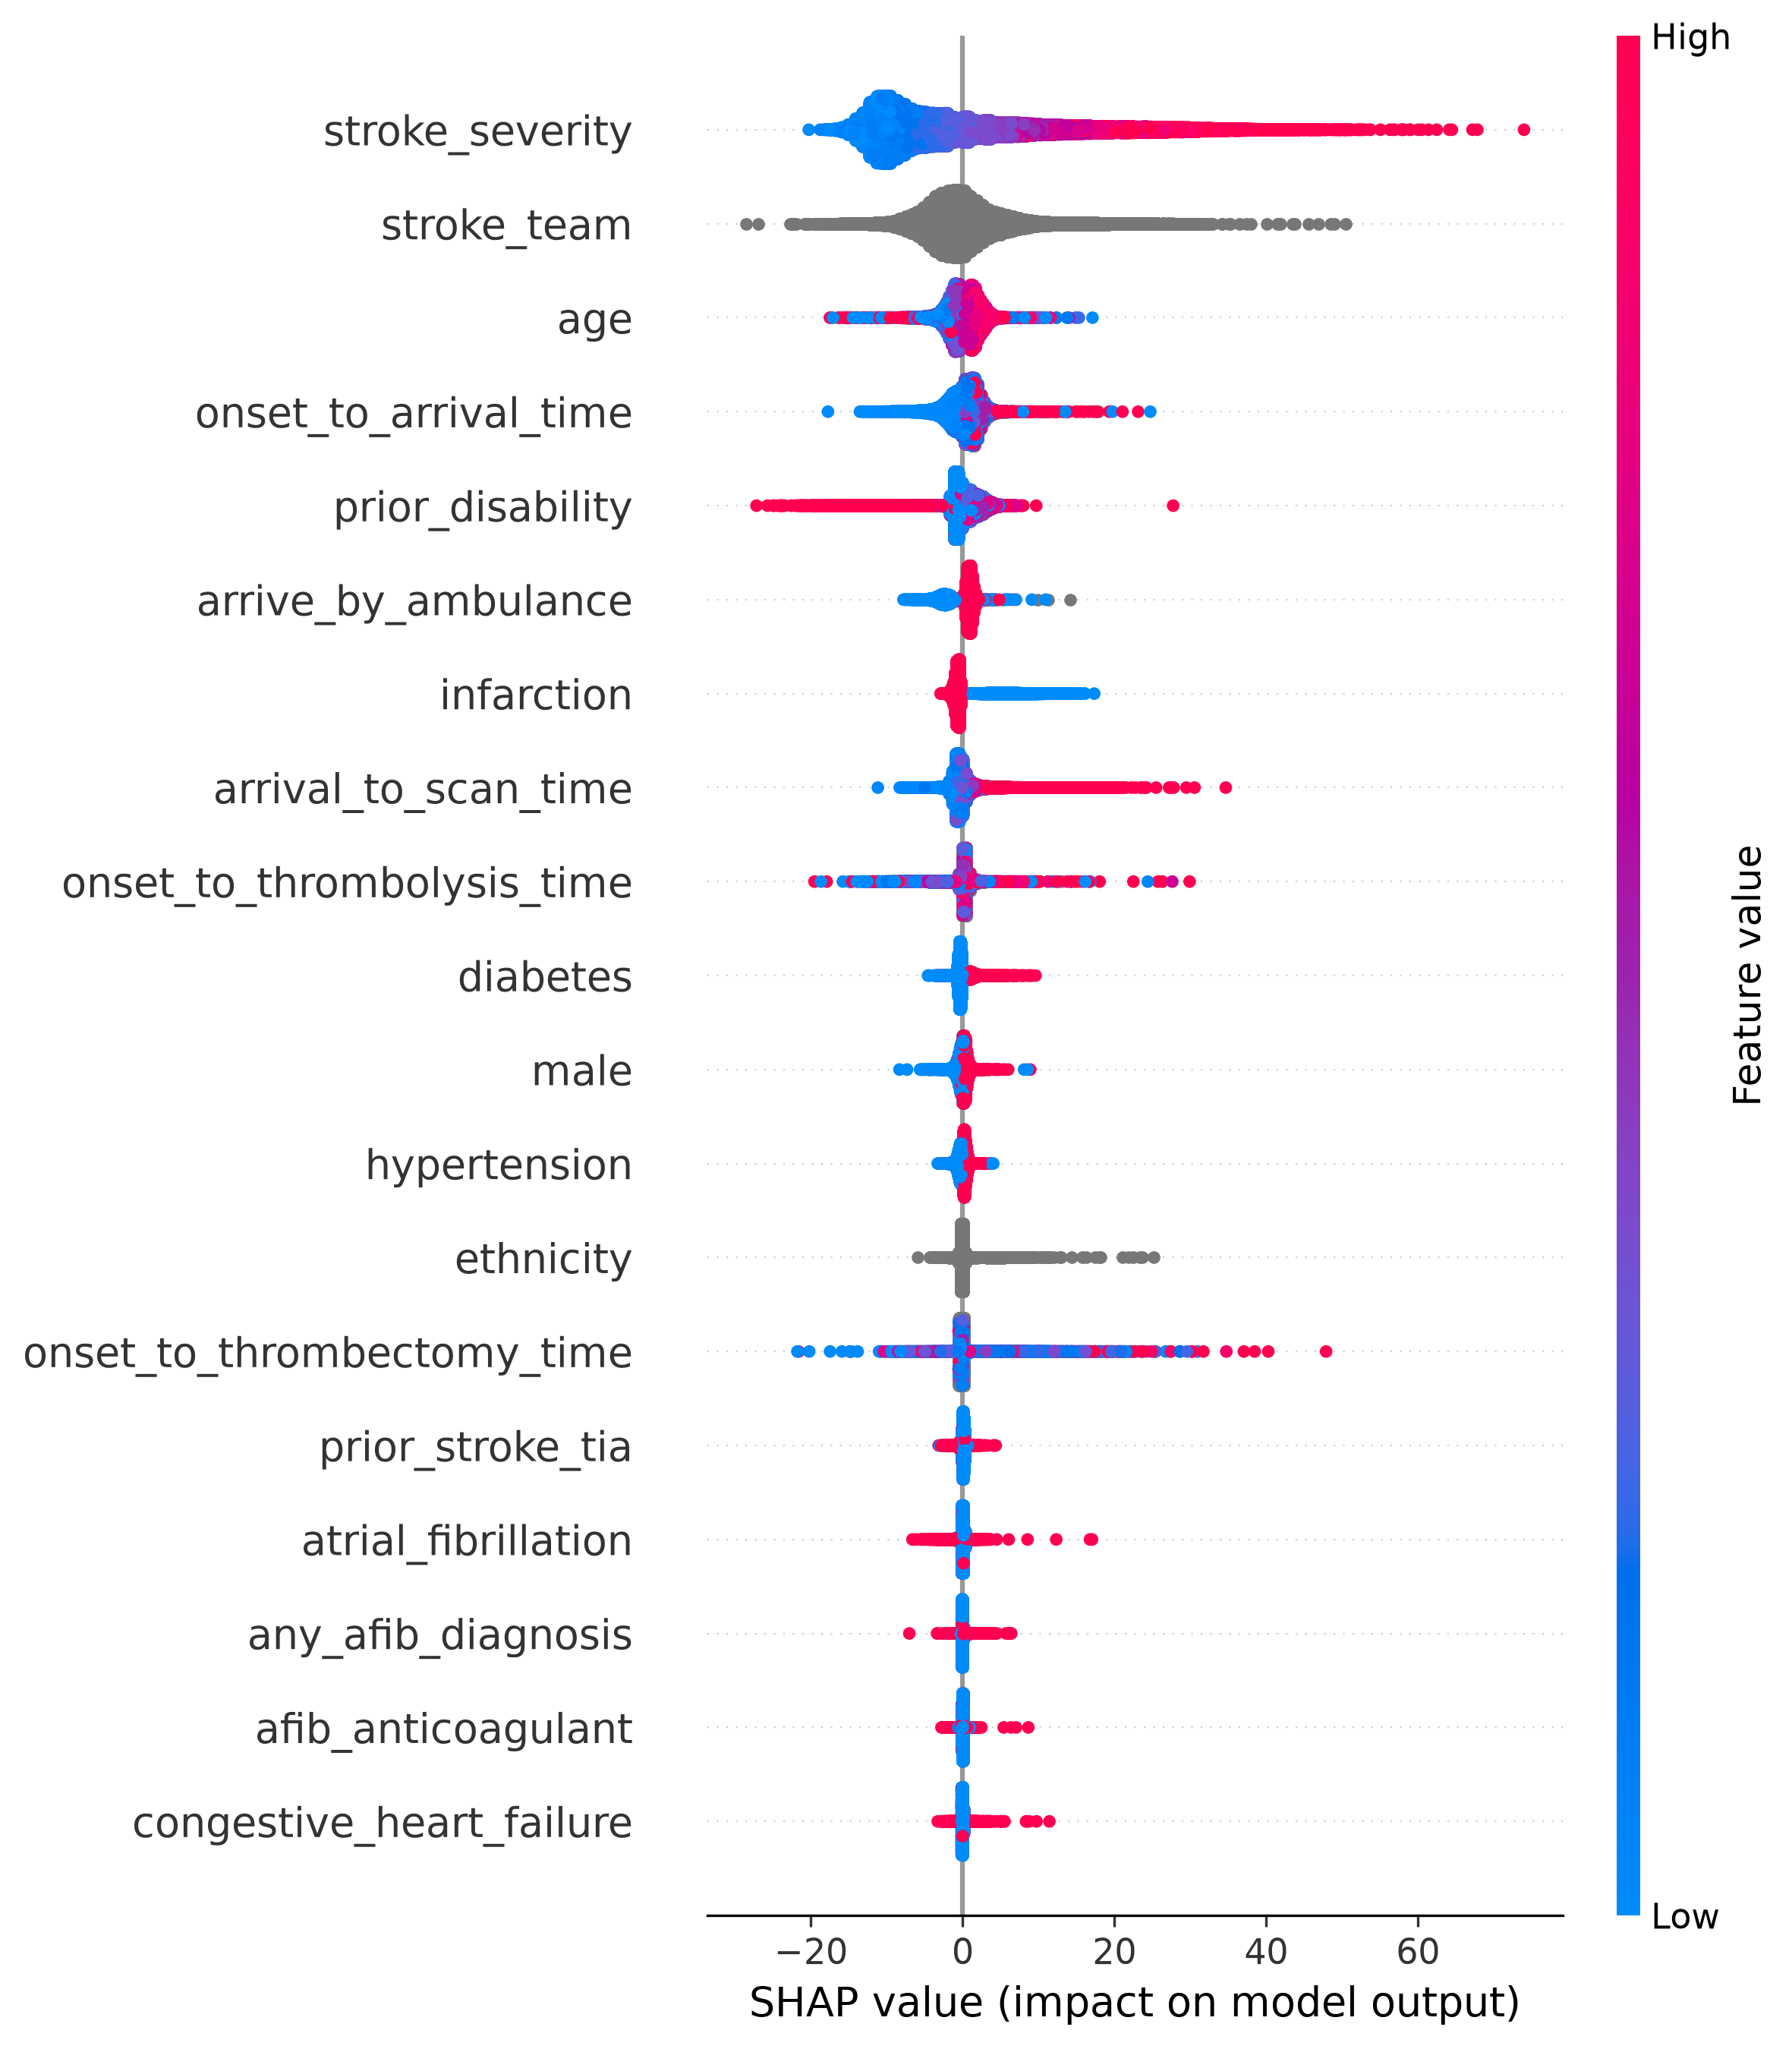 High
stroke_severity
stroke_team
age
onset_to_arrival_time
prior_disability
arrive_by_ambulance
infarction
arrival_to_scan_time
onset_to_thrombolysis_time
diabetes
male
hypertension
ethnicity
onset_to_thrombectomy_time
prior_stroke_tia
atrial_fibrillation
any_afib_diagnosis
afib_anticoagulant
congestive_heart_failure
Feature value
Low
−20 0 20 40 60
SHAP value (impact on model output)